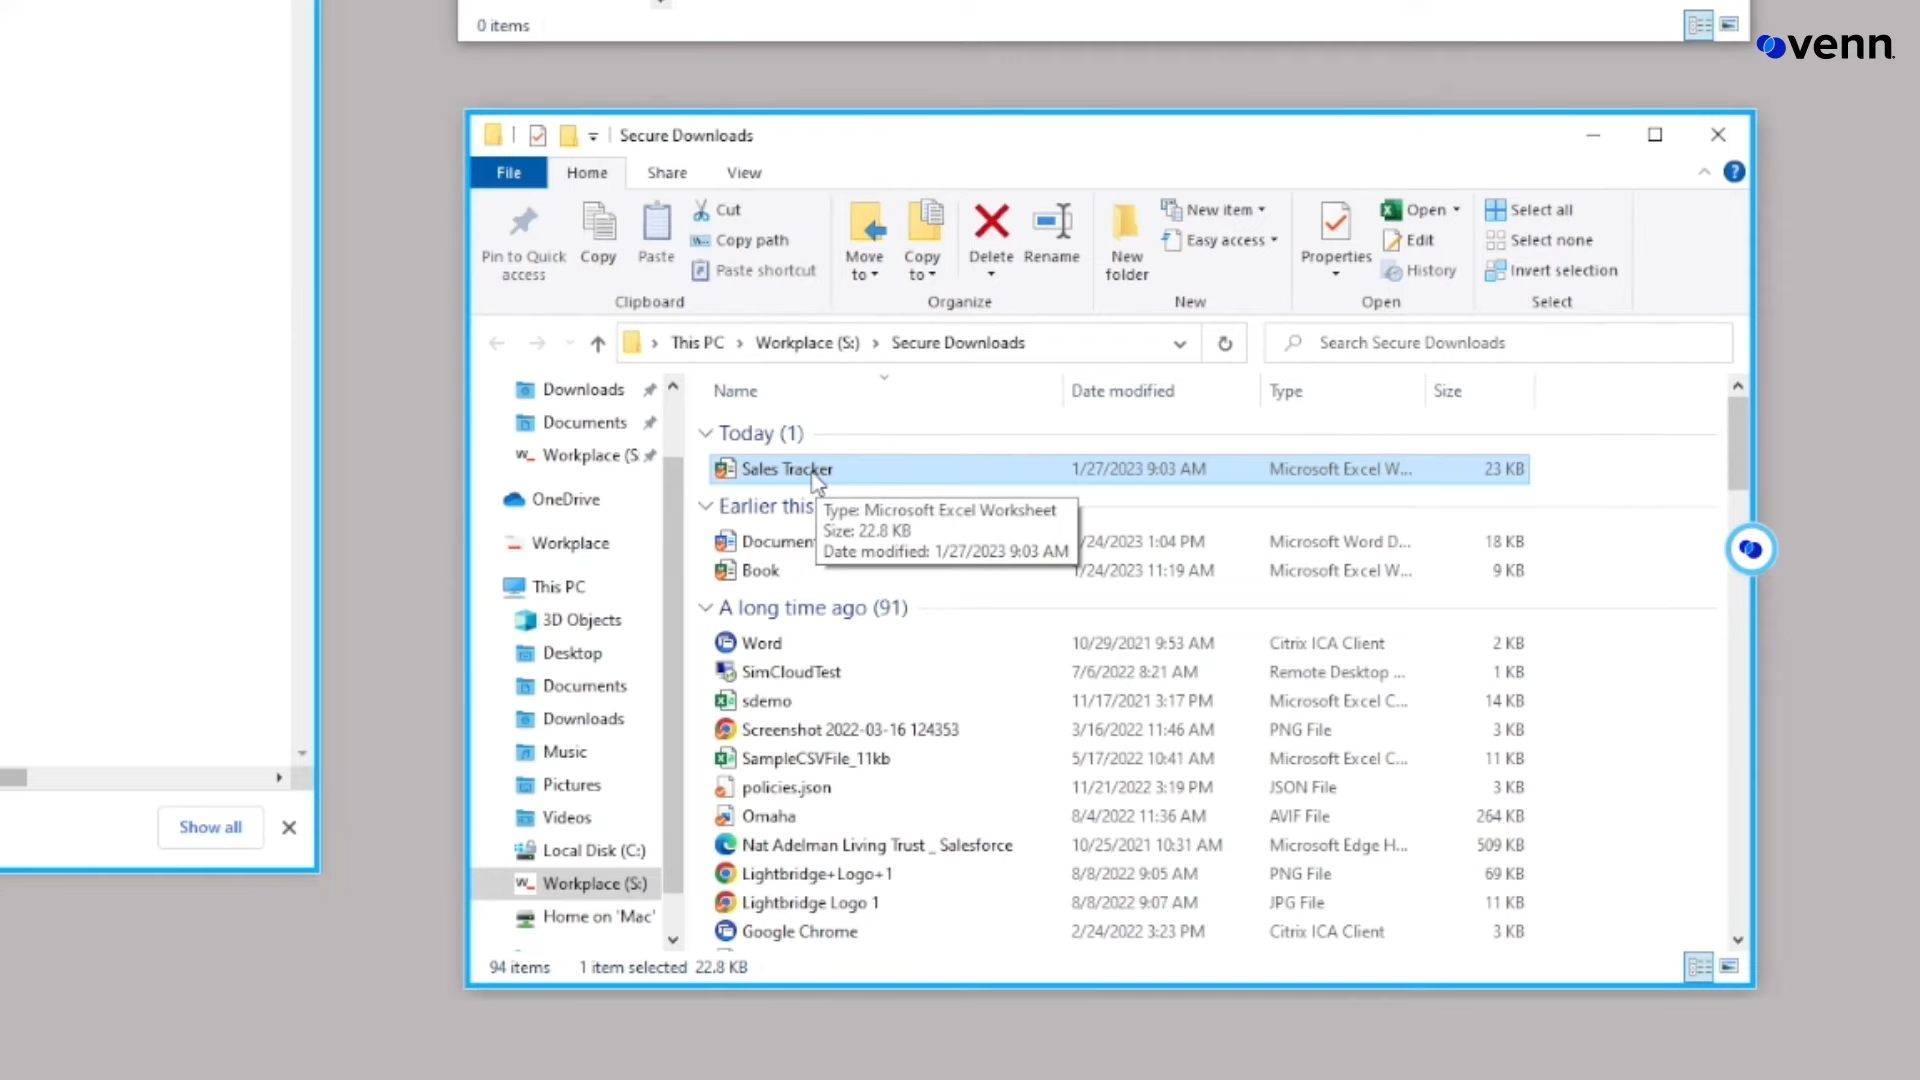 0 items
venn
Secure Downloads
File Home Share View
Pin to Quick access
Copy
Paste
Cut
Copy path
Paste shortcut
Clipboard
Move to
Copy to
Delete
Rename
Organize
New folder
New item
Easy access
New
Properties
Open
Edit
History
Open
Select all
Select none
Invert selection
Select
This PC › Workplace (S:) › Secure Downloads
Search Secure Downloads
Downloads
Documents
Workplace (S:
OneDrive
Workplace
This PC
3D Objects
Desktop
Documents
Downloads
Music
Pictures
Videos
Local Disk (C:)
Workplace (S:)
Home on 'Mac'
Name Date modified Type Size
Today (1)
Sales Tracker 1/27/2023 9:03 AM Microsoft Excel W... 23 KB
Earlier this
Type: Microsoft Excel Worksheet
Size: 22.8 KB
Date modified: 1/27/2023 9:03 AM
Documen /24/2023 1:04 PM Microsoft Word D... 18 KB
Book 1/24/2023 11:19 AM Microsoft Excel W... 9 KB
A long time ago (91)
Word 10/29/2021 9:53 AM Citrix ICA Client 2 KB
SimCloudTest 7/6/2022 8:21 AM Remote Desktop ... 1 KB
sdemo 11/17/2021 3:17 PM Microsoft Excel C... 14 KB
Screenshot 2022-03-16 124353 3/16/2022 11:46 AM PNG File 3 KB
SampleCSVFile_11kb 5/17/2022 10:41 AM Microsoft Excel C... 11 KB
policies.json 11/21/2022 3:19 PM JSON File 3 KB
Omaha 8/4/2022 11:36 AM AVIF File 264 KB
Nat Adelman Living Trust _ Salesforce 10/25/2021 10:31 AM Microsoft Edge H... 509 KB
Lightbridge+Logo+1 8/8/2022 9:05 AM PNG File 69 KB
Lightbridge Logo 1 8/8/2022 9:07 AM JPG File 11 KB
Google Chrome 2/24/2022 3:23 PM Citrix ICA Client 3 KB
94 items 1 item selected 22.8 KB
Show all